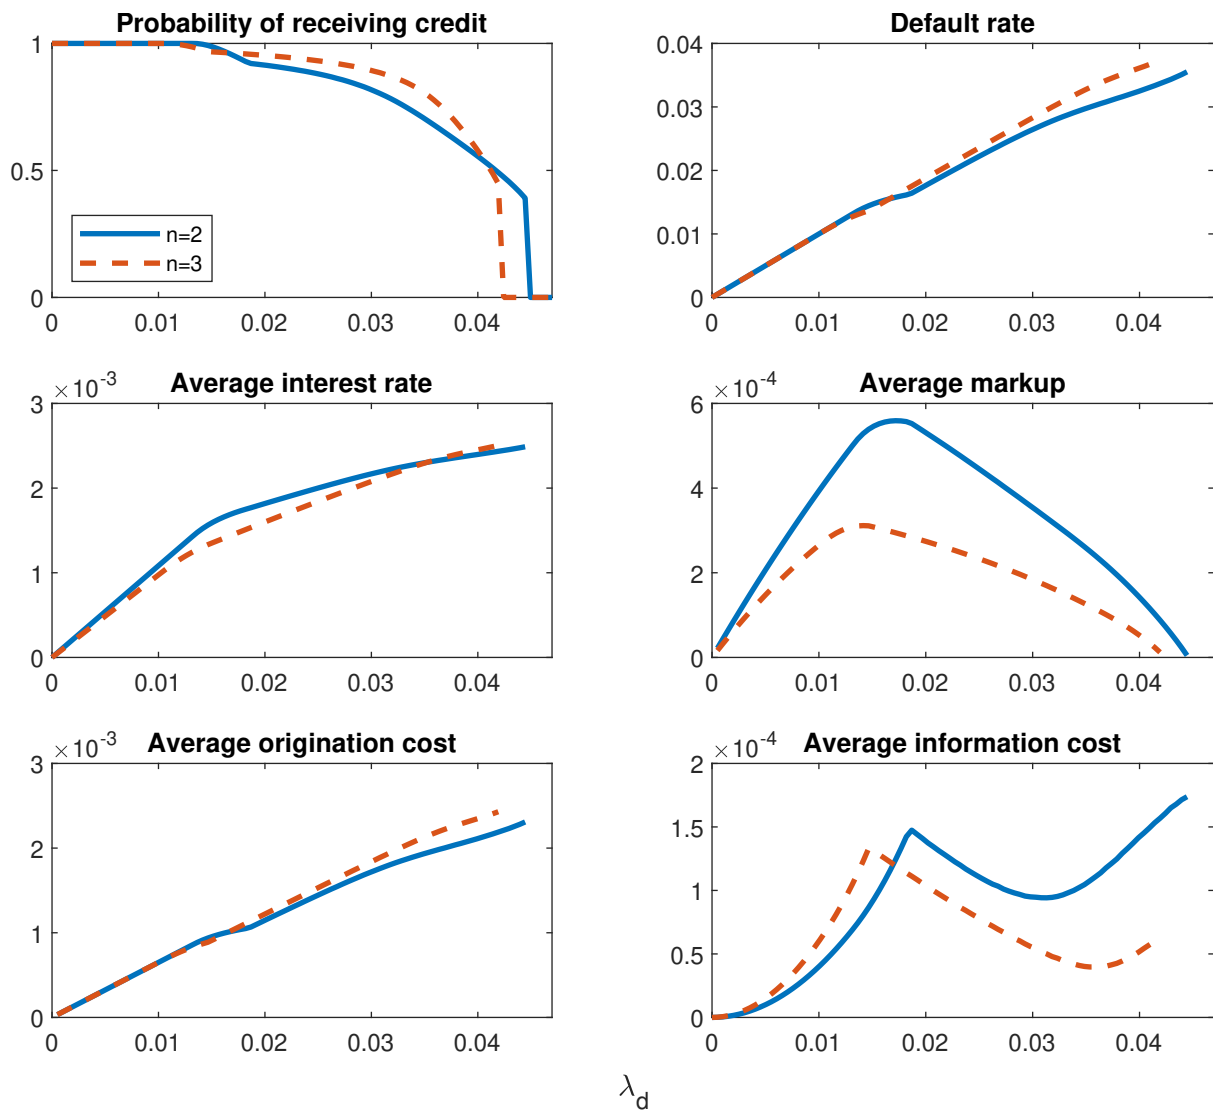 Probability of receiving credit
1
0.5
0
n=2
n=3
0 0.01 0.02 0.03 0.04
Default rate
0.04
0.03
0.02
0.01
0
0 0.01 0.02 0.03 0.04
×10-3 Average interest rate
3
2
1
0
0 0.01 0.02 0.03 0.04
×10-4 Average markup
6
4
2
0
0 0.01 0.02 0.03 0.04
×10-3 Average origination cost
3
2
1
0
0 0.01 0.02 0.03 0.04
×10-4 Average information cost
2
1.5
1
0.5
0
0 0.01 0.02 0.03 0.04
λd